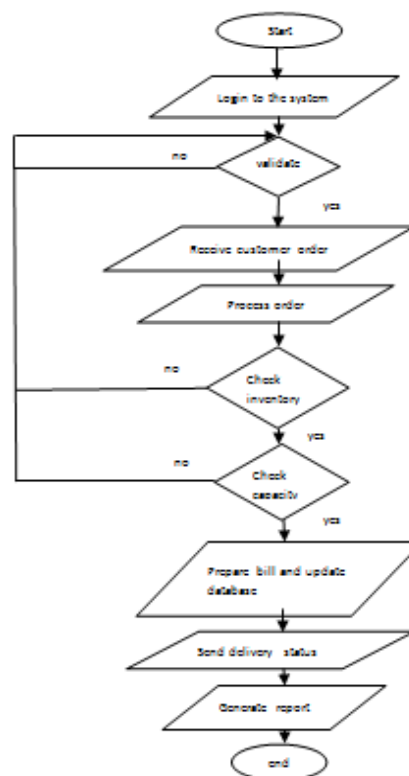 Start
Login to the system
no
validate
yes
Receive customer order
Process order
no
Check
inventory
yes
no
Check
capacity
yes
Prepare bill and update
database
Send delivery status
Generate report
end